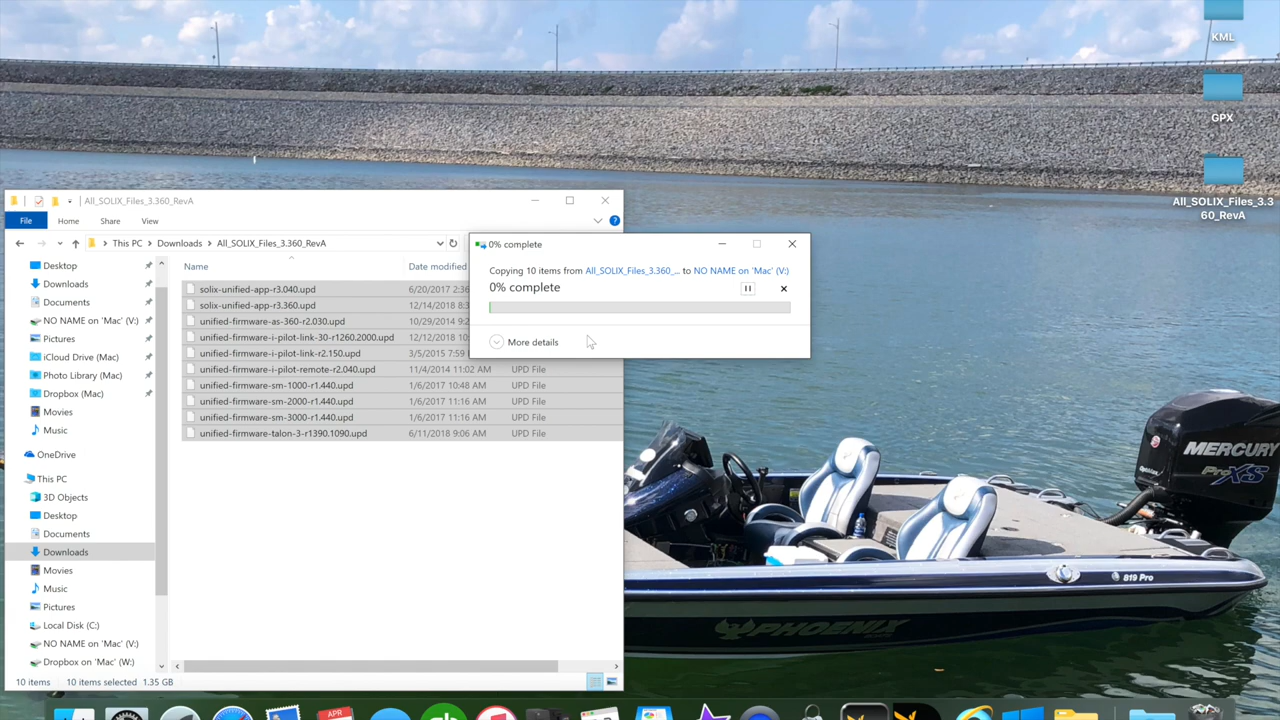 KML
GPX
All_SOLIX_Files_3.3
60_RevA
All_SOLIX_Files_3.360_RevA
File
Home
Share
View
This PC
Downloads
All_SOLIX_Files_3.360_RevA
Desktop
Downloads
Documents
NO NAME on 'Mac' (V:)
Pictures
iCloud Drive (Mac)
Photo Library (Mac)
Dropbox (Mac)
Movies
Music
OneDrive
This PC
3D Objects
Desktop
Documents
Downloads
Movies
Music
Pictures
Local Disk (C:)
NO NAME on 'Mac' (V:)
Dropbox on 'Mac' (W:)
Name
Date modified
solix-unified-app-r3.040.upd 6/20/2017 2:36
solix-unified-app-r3.360.upd 12/14/2018 8:3
unified-firmware-as-360-r2.030.upd 10/29/2014 9:2
unified-firmware-i-pilot-link-30-r1260.2000.upd 12/12/2018 10:
unified-firmware-i-pilot-link-r2.150.upd 3/5/2015 7:59
unified-firmware-i-pilot-remote-r2.040.upd 11/4/2014 11:02 AM UPD File
unified-firmware-sm-1000-r1.440.upd 1/6/2017 10:48 AM UPD File
unified-firmware-sm-2000-r1.440.upd 1/6/2017 11:16 AM UPD File
unified-firmware-sm-3000-r1.440.upd 1/6/2017 11:16 AM UPD File
unified-firmware-talon-3-r1390.1090.upd 6/11/2018 9:06 AM UPD File
10 items 10 items selected 1.35 GB
0% complete
Copying 10 items from All_SOLIX_Files_3.360_... to NO NAME on 'Mac' (V:)
0% complete
More details
MERCURY
ProXS
819 Pro
PHOENIX
APR